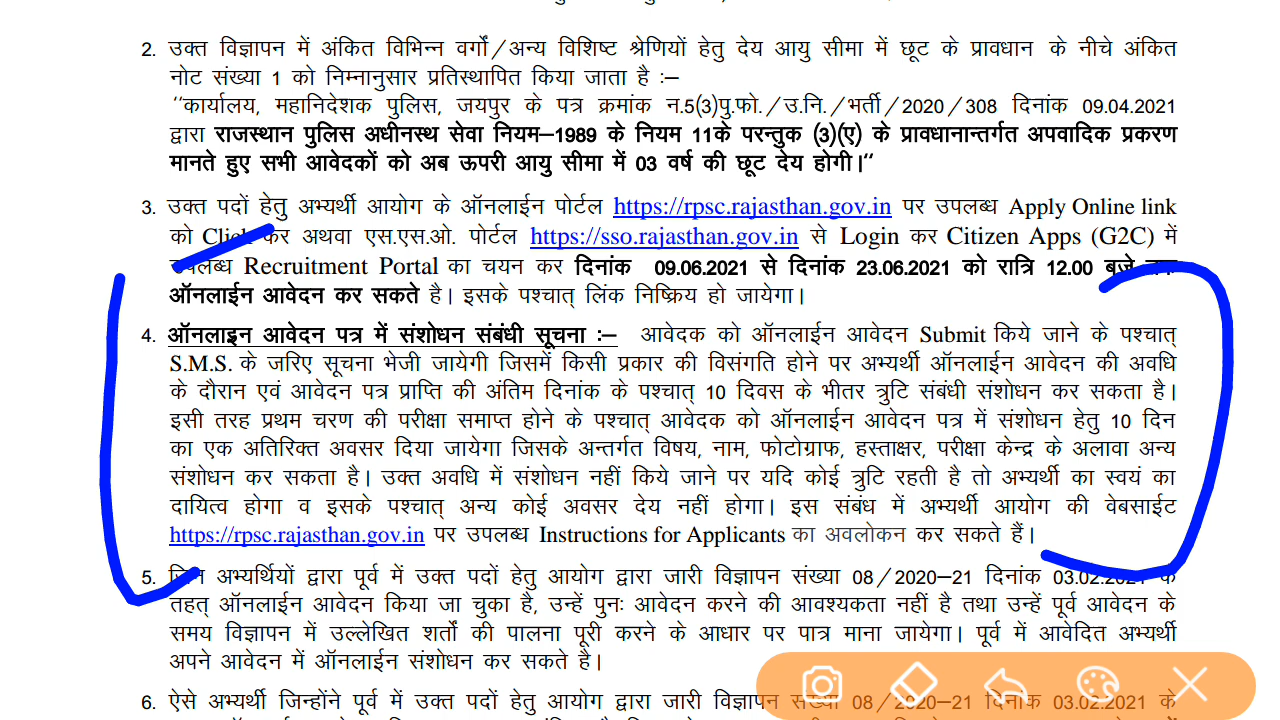 2. उक्त विज्ञापन में अंकित विभिन्न वर्गों/अन्य विशिष्ट श्रेणियों हेतु देय आयु सीमा में छूट के प्रावधान के नीचे अंकित
नोट संख्या 1 को निम्नानुसार प्रतिस्थापित किया जाता है :–
“कार्यालय, महानिदेशक पुलिस, जयपुर के पत्र क्रमांक न.5(3)पु.फो./उ.नि./भर्ती/2020/308 दिनांक 09.04.2021
द्वारा राजस्थान पुलिस अधीनस्थ सेवा नियम–1989 के नियम 11के परन्तुक (3)(ए) के प्रावधानान्तर्गत अपवादिक प्रकरण
मानते हुए सभी आवेदकों को अब ऊपरी आयु सीमा में 03 वर्ष की छूट देय होगी।“
3. उक्त पदों हेतु अभ्यर्थी आयोग के ऑनलाईन पोर्टल https://rpsc.rajasthan.gov.in पर उपलब्ध Apply Online link
को Click कर अथवा एस.एस.ओ. पोर्टल https://sso.rajasthan.gov.in से Login कर Citizen Apps (G2C) में
उपलब्ध Recruitment Portal का चयन कर दिनांक 09.06.2021 से दिनांक 23.06.2021 को रात्रि 12.00 बजे तक
ऑनलाईन आवेदन कर सकते है। इसके पश्चात् लिंक निष्क्रिय हो जायेगा।
4. ऑनलाइन आवेदन पत्र में संशोधन संबंधी सूचना :– आवेदक को ऑनलाईन आवेदन Submit किये जाने के पश्चात्
S.M.S. के जरिए सूचना भेजी जायेगी जिसमें किसी प्रकार की विसंगति होने पर अभ्यर्थी ऑनलाईन आवेदन की अवधि
के दौरान एवं आवेदन पत्र प्राप्ति की अंतिम दिनांक के पश्चात् 10 दिवस के भीतर त्रुटि संबंधी संशोधन कर सकता है।
इसी तरह प्रथम चरण की परीक्षा समाप्त होने के पश्चात् आवेदक को ऑनलाईन आवेदन पत्र में संशोधन हेतु 10 दिन
का एक अतिरिक्त अवसर दिया जायेगा जिसके अन्तर्गत विषय, नाम, फोटोग्राफ, हस्ताक्षर, परीक्षा केन्द्र के अलावा अन्य
संशोधन कर सकता है। उक्त अवधि में संशोधन नहीं किये जाने पर यदि कोई त्रुटि रहती है तो अभ्यर्थी का स्वयं का
दायित्व होगा व इसके पश्चात् अन्य कोई अवसर देय नहीं होगा। इस संबंध में अभ्यर्थी आयोग की वेबसाईट
https://rpsc.rajasthan.gov.in पर उपलब्ध Instructions for Applicants का अवलोकन कर सकते हैं।
5. जिन अभ्यर्थियों द्वारा पूर्व में उक्त पदों हेतु आयोग द्वारा जारी विज्ञापन संख्या 08/2020–21 दिनांक 03.02.2021 के
तहत् ऑनलाईन आवेदन किया जा चुका है, उन्हें पुनः आवेदन करने की आवश्यकता नहीं है तथा उन्हें पूर्व आवेदन के
समय विज्ञापन में उल्लेखित शर्तों की पालना पूरी करने के आधार पर पात्र माना जायेगा। पूर्व में आवेदित अभ्यर्थी
अपने आवेदन में ऑनलाईन संशोधन कर सकते है।
6. ऐसे अभ्यर्थी जिन्होंने पूर्व में उक्त पदों हेतु आयोग द्वारा जारी विज्ञापन संख्या 08/2020–21 दिनांक 03.02.2021 के